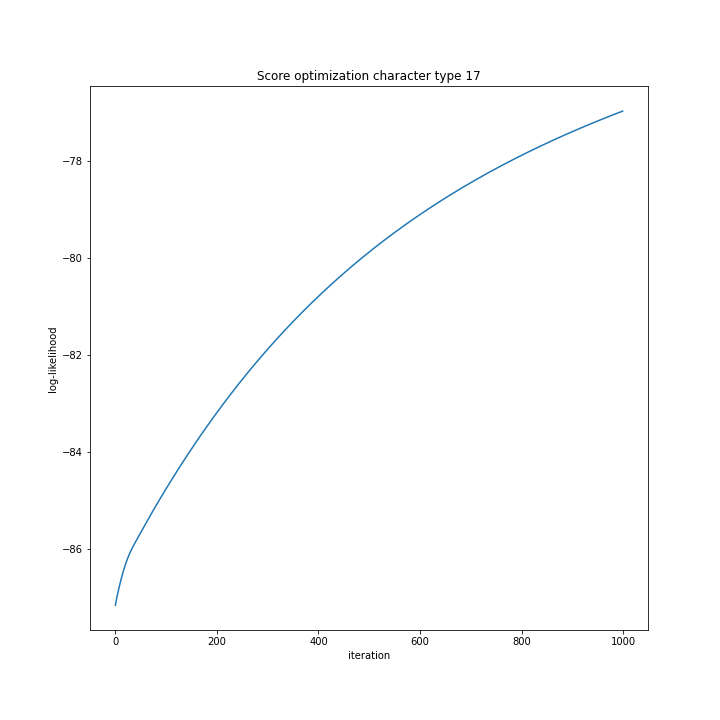 Score optimization character type 17
log-likelihood
−78
−80
−82
−84
−86
0 200 400 600 800 1000
iteration